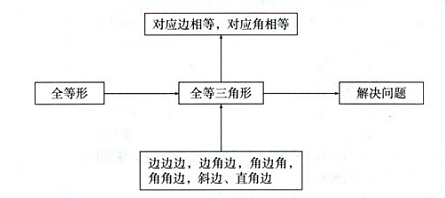 对应边相等，对应角相等
全等形
全等三角形
解决问题
边边边，边角边，角边角，
角角边，斜边、直角边